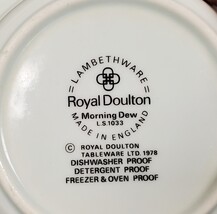 =LAMBETHWARE=
Royal Doulton
Morning Dew
L.S.1033
MADE IN ENGLAND
© ROYAL DOULTON
TABLEWARE LTD. 1978
DISHWASHER PROOF
DETERGENT PROOF
FREEZER & OVEN PROOF